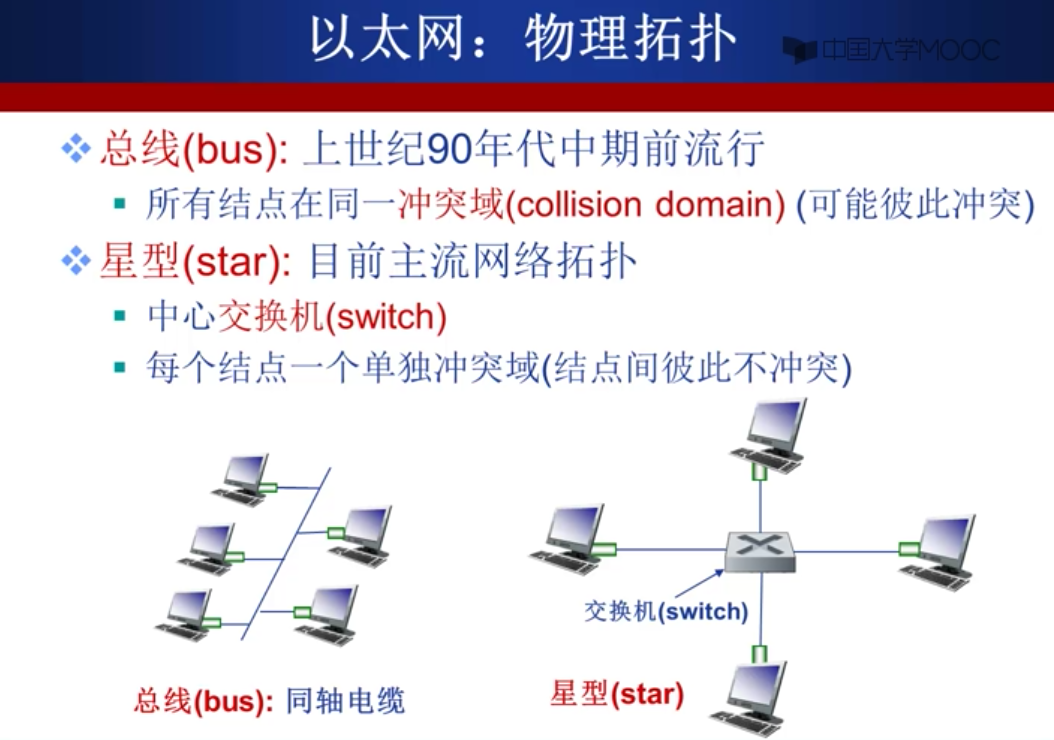 以太网：物理拓扑
中国大学MOOC
总线(bus): 上世纪90年代中期前流行
所有结点在同一冲突域(collision domain) (可能彼此冲突)
星型(star): 目前主流网络拓扑
中心交换机(switch)
每个结点一个单独冲突域(结点间彼此不冲突)
交换机(switch)
总线(bus): 同轴电缆
星型(star)